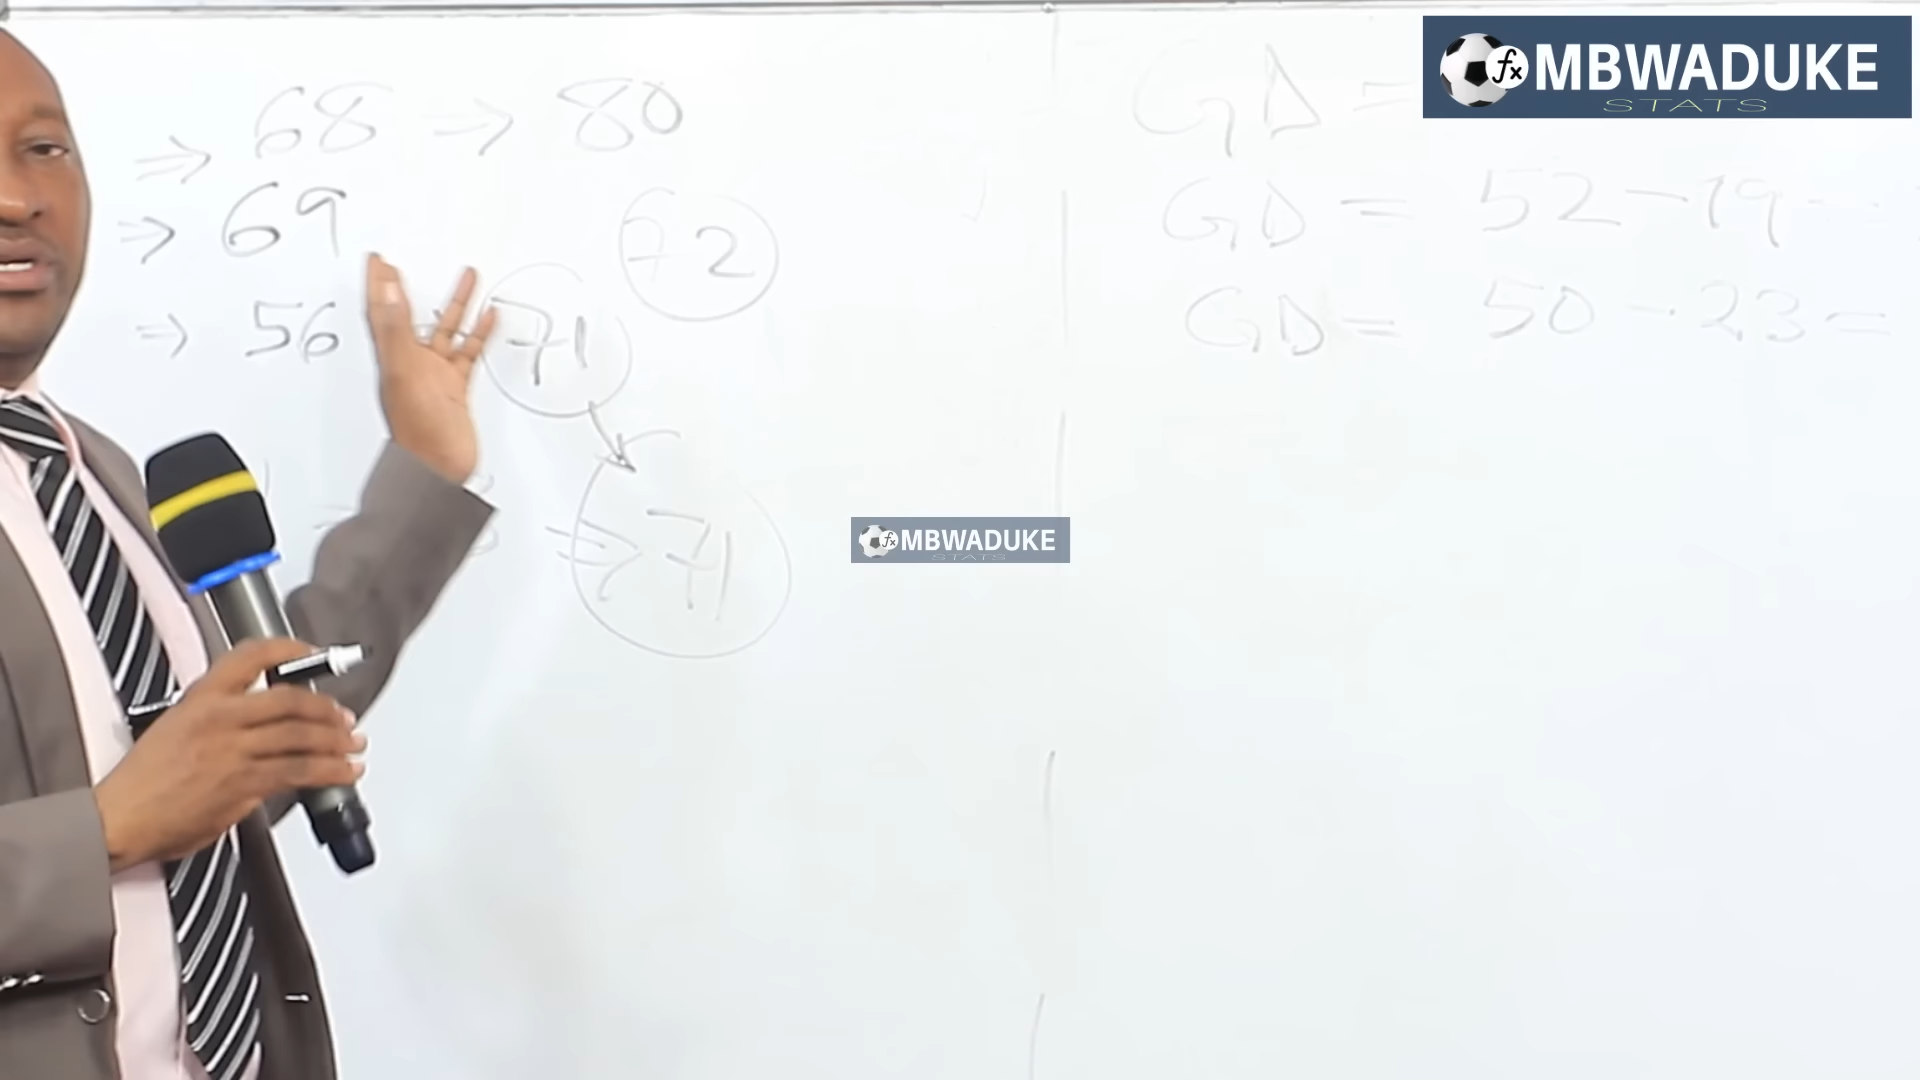 MBWADUKE
STATS
⇒ 68 ⇒ 80
⇒ 69
72
⇒ 56
71
⇒ 71
GD =
GD = 52 - 19
GD = 50 - 23 =
MBWADUKE
STATS